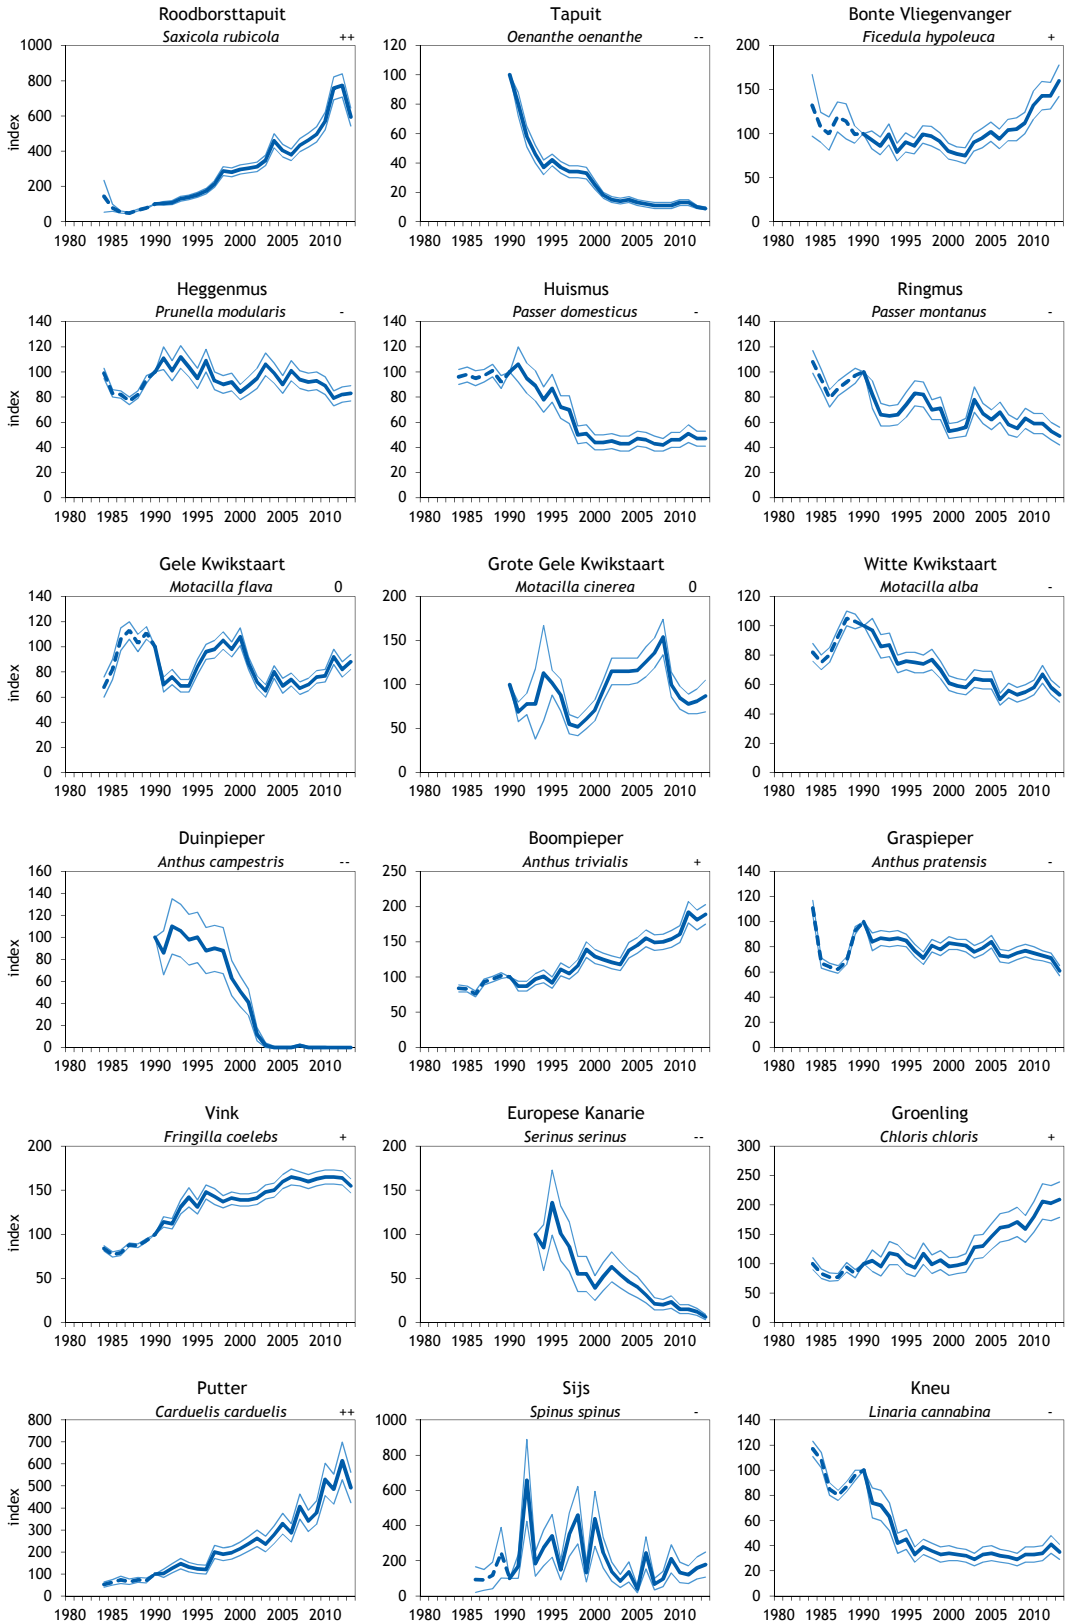 Roodborsttapuit
Saxicola rubicola ++
1000
800
600
400
200
0
index
1980 1985 1990 1995 2000 2005 2010
Tapuit
Oenanthe oenanthe --
120
100
80
60
40
20
0
1980 1985 1990 1995 2000 2005 2010
Bonte Vliegenvanger
Ficedula hypoleuca +
200
150
100
50
0
1980 1985 1990 1995 2000 2005 2010
Heggenmus
Prunella modularis -
140
120
100
80
60
40
20
0
index
1980 1985 1990 1995 2000 2005 2010
Huismus
Passer domesticus -
140
120
100
80
60
40
20
0
1980 1985 1990 1995 2000 2005 2010
Ringmus
Passer montanus -
140
120
100
80
60
40
20
0
1980 1985 1990 1995 2000 2005 2010
Gele Kwikstaart
Motacilla flava 0
140
120
100
80
60
40
20
0
index
1980 1985 1990 1995 2000 2005 2010
Grote Gele Kwikstaart
Motacilla cinerea 0
200
150
100
50
0
1980 1985 1990 1995 2000 2005 2010
Witte Kwikstaart
Motacilla alba -
120
100
80
60
40
20
0
1980 1985 1990 1995 2000 2005 2010
Duinpieper
Anthus campestris --
160
140
120
100
80
60
40
20
0
index
1980 1985 1990 1995 2000 2005 2010
Boompieper
Anthus trivialis +
250
200
150
100
50
0
1980 1985 1990 1995 2000 2005 2010
Graspieper
Anthus pratensis -
140
120
100
80
60
40
20
0
1980 1985 1990 1995 2000 2005 2010
Vink
Fringilla coelebs +
200
150
100
50
0
index
1980 1985 1990 1995 2000 2005 2010
Europese Kanarie
Serinus serinus --
200
150
100
50
0
1980 1985 1990 1995 2000 2005 2010
Groenling
Chloris chloris +
300
250
200
150
100
50
0
1980 1985 1990 1995 2000 2005 2010
Putter
Carduelis carduelis ++
800
700
600
500
400
300
200
100
0
index
1980 1985 1990 1995 2000 2005 2010
Sijs
Spinus spinus -
1000
800
600
400
200
0
1980 1985 1990 1995 2000 2005 2010
Kneu
Linaria cannabina -
140
120
100
80
60
40
20
0
1980 1985 1990 1995 2000 2005 2010